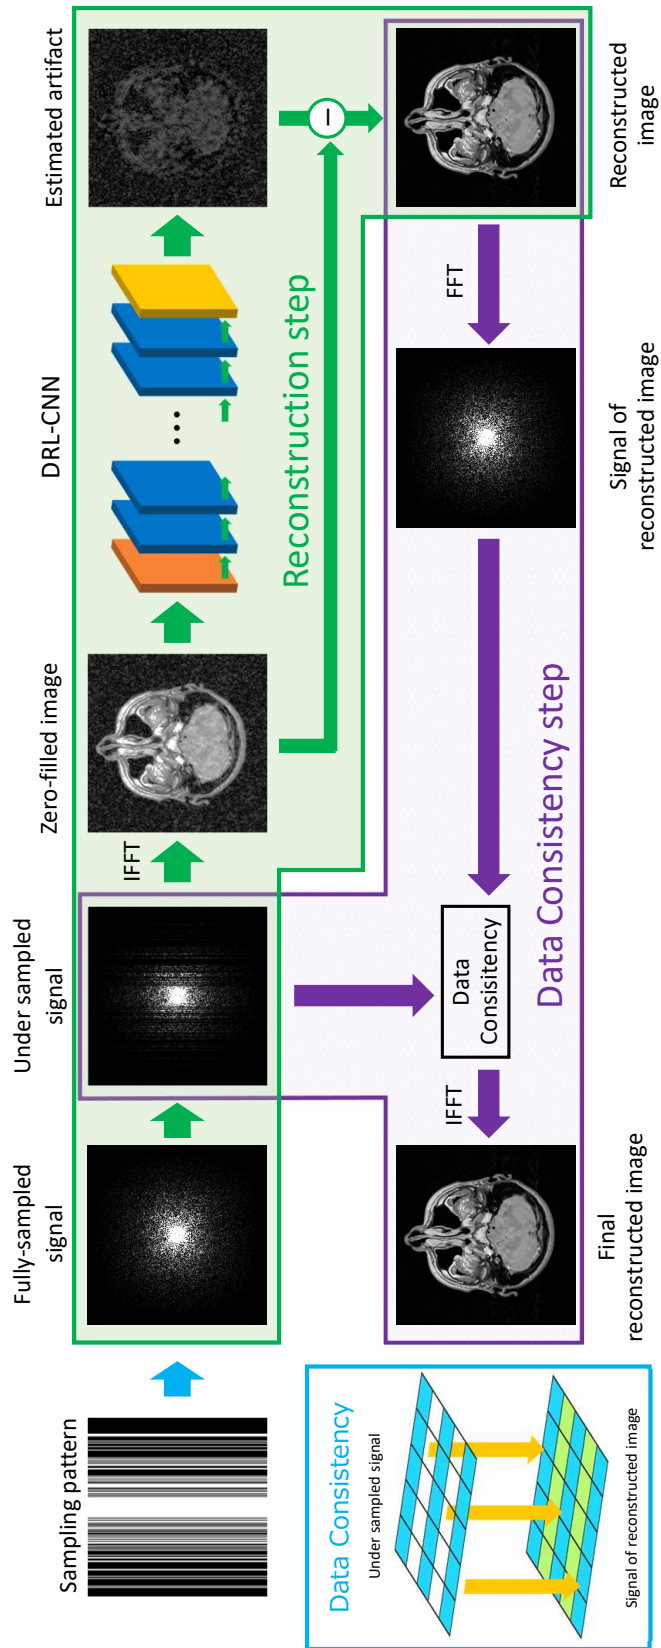 Sampling pattern
Fully-sampled
signal
Under sampled
signal
IFFT
Zero-filled image
DRL-CNN
...
Estimated artifact
Reconstruction step
−
Data Consistency
Under sampled signal
Signal of reconstructed image
Final
reconstructed image
IFFT
Data
Consisitency
Data Consistency step
Signal of
reconstructed image
FFT
Reconstructed
image